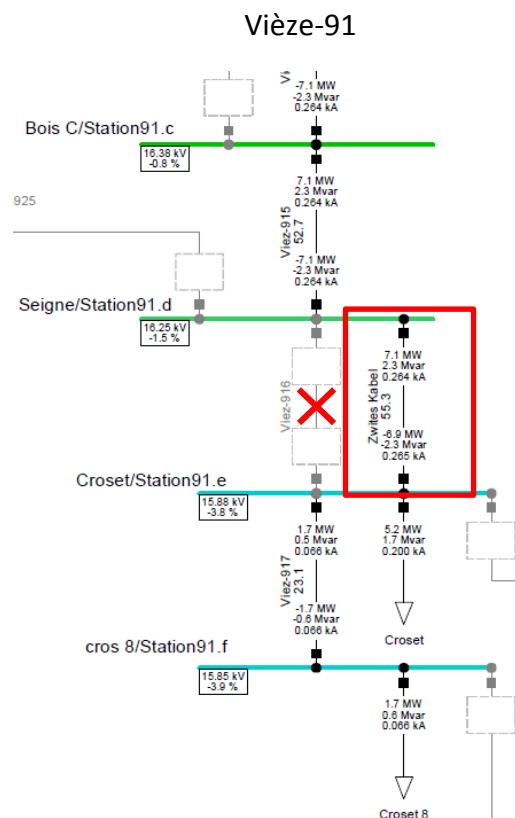 Vièze-91
-7.1 MW
-2.3 Mvar
0.264 kA
Bois C/Station91.c
16.38 kV
-0.8 %
7.1 MW
2.3 Mvar
0.264 kA
925
Viez-915
52.7
-7.1 MW
-2.3 Mvar
0.264 kA
Seigne/Station91.d
16.25 kV
-1.5 %
7.1 MW
2.3 Mvar
0.264 kA
Viez-916
Zwites Kabel
55.3
-6.9 MW
-2.3 Mvar
0.265 kA
Croset/Station91.e
15.88 kV
-3.8 %
1.7 MW
0.5 Mvar
0.066 kA
5.2 MW
1.7 Mvar
0.200 kA
Viez-917
23.1
-1.7 MW
-0.6 Mvar
0.066 kA
Croset
cros 8/Station91.f
15.85 kV
-3.9 %
1.7 MW
0.6 Mvar
0.066 kA
Croset 8